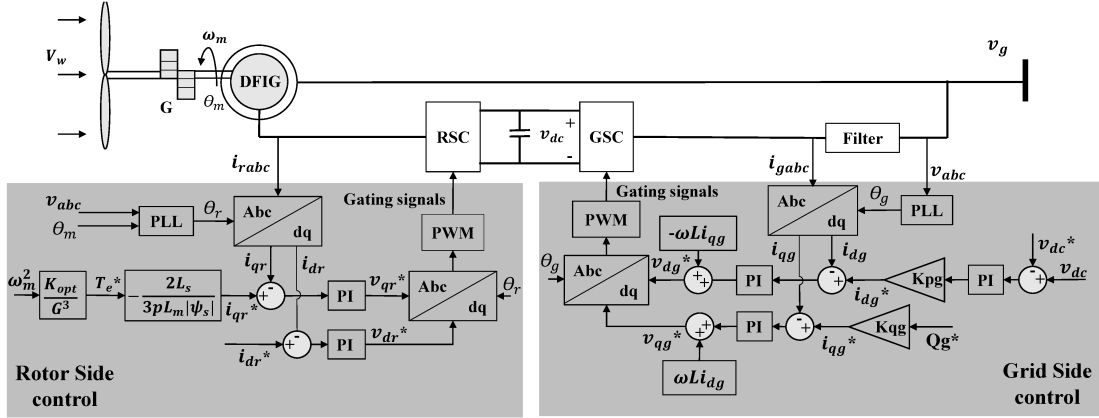 V_w
G
ω_m
θ_m
DFIG
v_g
RSC
v_dc
+
-
GSC
Filter
i_rabc
i_gabc
v_abc
Gating signals
Gating signals
v_abc
θ_m
PLL
θ_r
Abc
dq
PWM
i_qr
i_dr
ω_m^2
K_opt
G^3
T_e*
- 2L_s
3pL_m|ψ_s|
i_qr*
+
-
PI
v_qr*
Abc
dq
θ_r
i_dr*
+
-
PI
v_dr*
Rotor Side
control
PWM
Abc
dq
θ_g
PLL
-ωLi_qg
i_qg
i_dg
v_dc*
θ_g
Abc
dq
v_dg*
+
+
PI
-
+
i_dg*
Kpg
PI
-
+
v_dc
v_qg*
+
+
PI
-
+
i_qg*
Kqg
Qg*
ωLi_dg
Grid Side
control